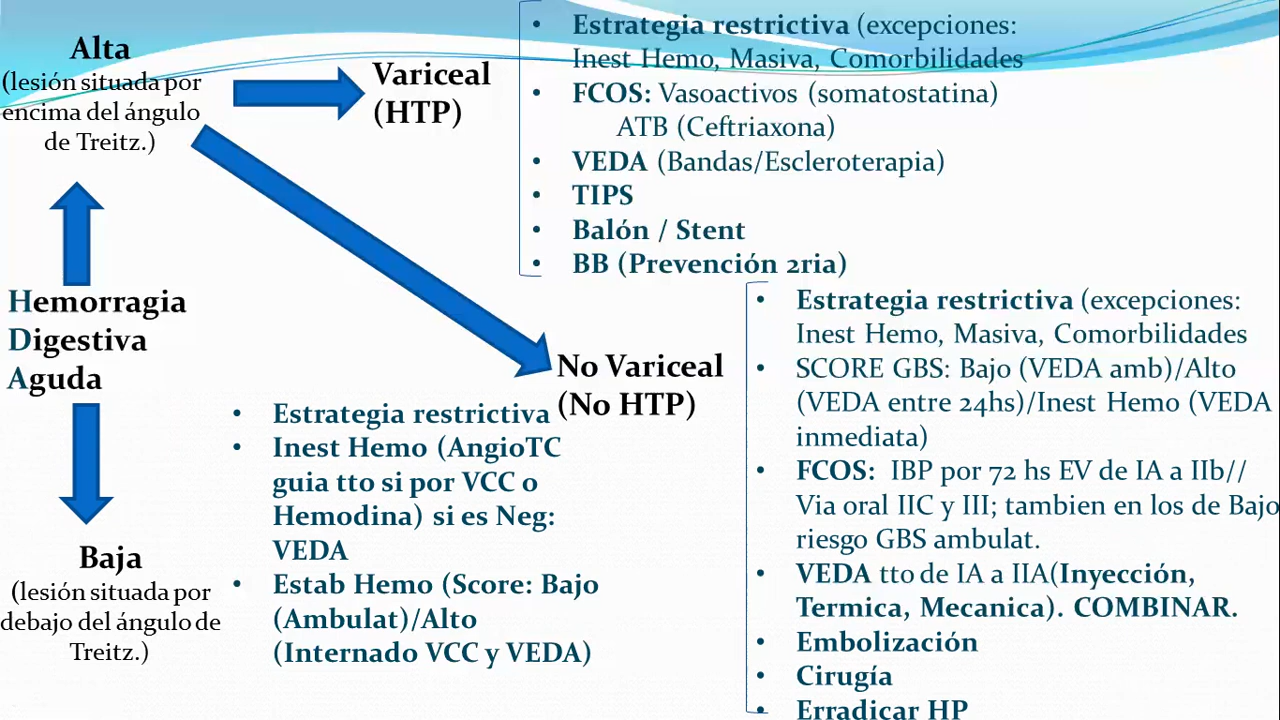 Alta
(lesión situada por
encima del ángulo
de Treitz.)
Variceal
(HTP)
• Estrategia restrictiva (excepciones:
Inest Hemo, Masiva, Comorbilidades
• FCOS: Vasoactivos (somatostatina)
ATB (Ceftriaxona)
• VEDA (Bandas/Escleroterapia)
• TIPS
• Balón / Stent
• BB (Prevención 2ria)
Hemorragia
Digestiva
Aguda
No Variceal
(No HTP)
• Estrategia restrictiva (excepciones:
Inest Hemo, Masiva, Comorbilidades
• SCORE GBS: Bajo (VEDA amb)/Alto
(VEDA entre 24hs)/Inest Hemo (VEDA
inmediata)
• FCOS: IBP por 72 hs EV de IA a IIb//
Via oral IIC y III; tambien en los de Bajo
riesgo GBS ambulat.
• VEDA tto de IA a IIA(Inyección,
Termica, Mecanica). COMBINAR.
• Embolización
• Cirugía
• Erradicar HP
Baja
(lesión situada por
debajo del ángulo de
Treitz.)
• Estrategia restrictiva
• Inest Hemo (AngioTC
guia tto si por VCC o
Hemodina) si es Neg:
VEDA
• Estab Hemo (Score: Bajo
(Ambulat)/Alto
(Internado VCC y VEDA)